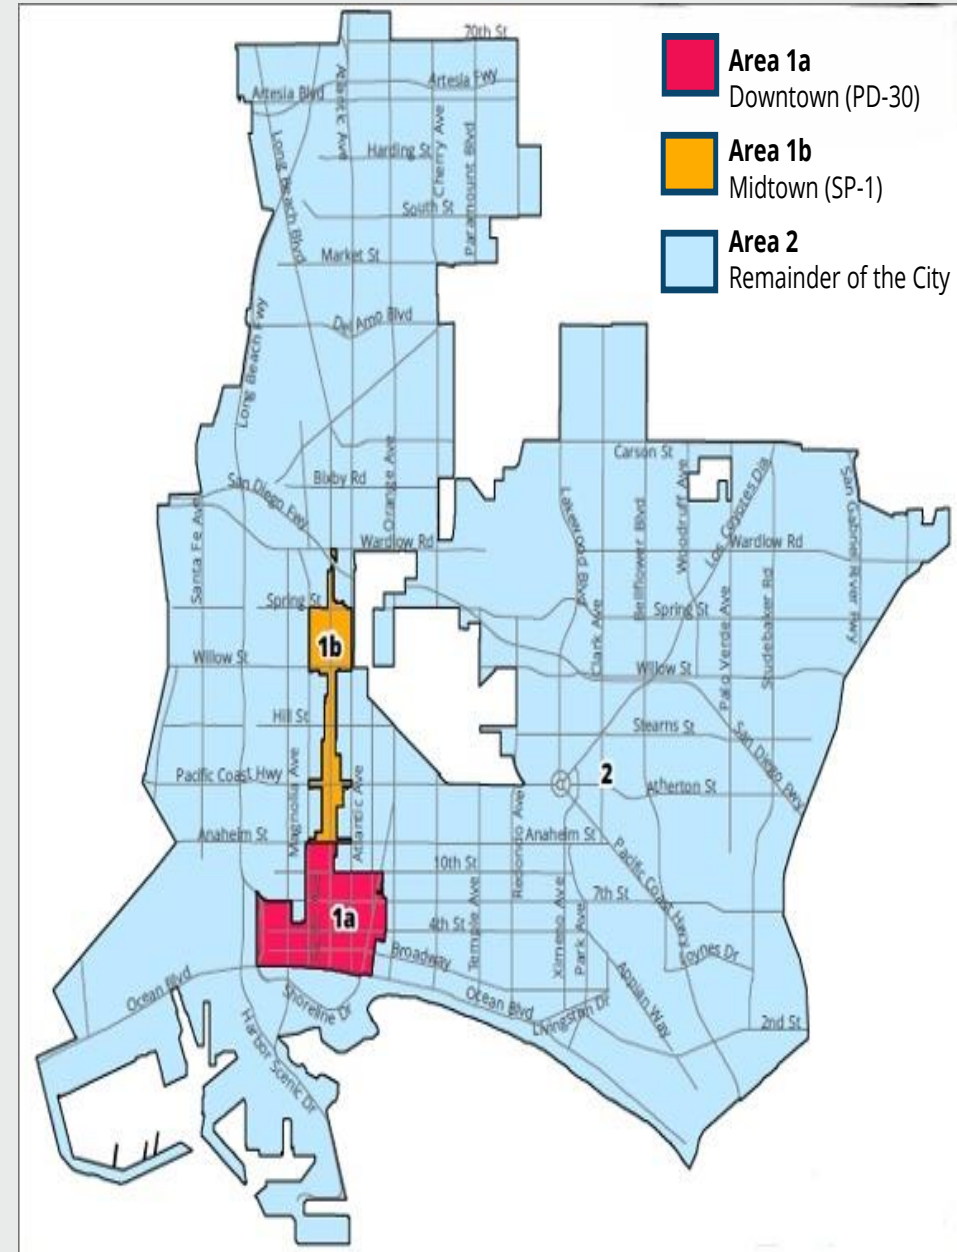 Area 1a
Downtown (PD-30)
Area 1b
Midtown (SP-1)
Area 2
Remainder of the City
70th St
Artesia Fwy
Artesia Blvd
Atlantic Ave
Long Beach Blvd
Harding St
Cherry Ave
Paramount Blvd
South St
Market St
Del Amo Blvd
Long Beach Fwy
Carson St
Bixby Rd
Orange Ave
San Diego Fwy
Santa Fe Ave
Wardlow Rd
Lakewood Blvd
Bellflower Blvd
Woodruff Ave
Los Coyotes Dia
San Gabriel River Fwy
Wardlow Rd
Spring St
Spring St
Clark Ave
Palo Verde Ave
Studebaker Rd
1b
Willow St
Willow St
Hill St
Stearns St
San Diego Fwy
Pacific Coast Hwy
2
Atherton St
Magnolia Ave
Atlantic Ave
Redondo Ave
Anaheim St
Anaheim St
Pacific Coast Hwy
10th St
7th St
1a
4th St
Temple Ave
Ximeno Ave
Park Ave
Broadway
Loynes Dr
Appian Way
Ocean Blvd
Shoreline Dr
Ocean Blvd
Livingston Dr
2nd St
Harbor Scenic Dr